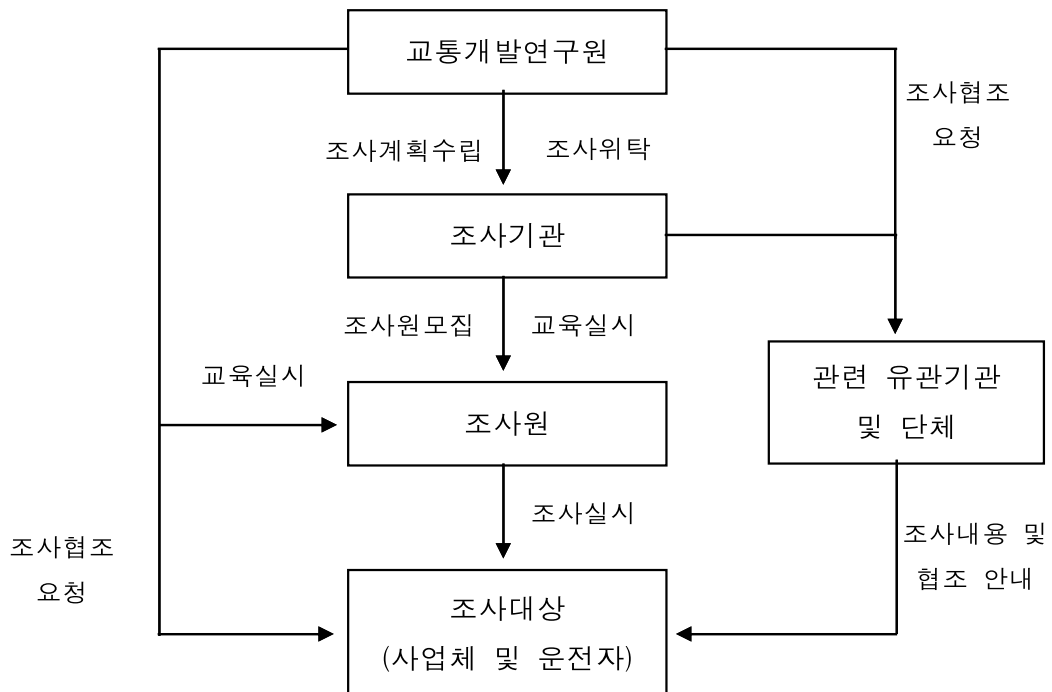 교통개발연구원
조사협조
요청
조사계획수립 조사위탁
조사기관
조사원모집 교육실시
교육실시
관련 유관기관
및 단체
조사원
조사실시
조사협조
요청
조사내용 및
협조 안내
조사대상
(사업체 및 운전자)